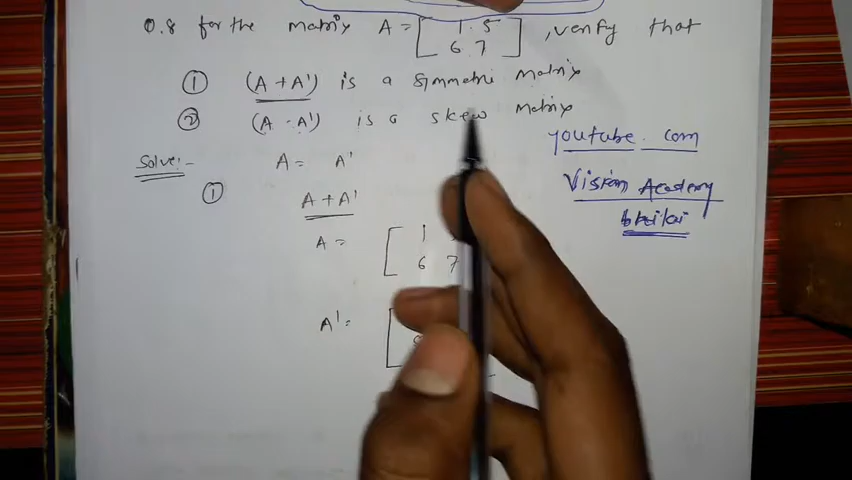 0.8 for the matrix A = [ 1 5 ] , verify that
6 7
① (A + A') is a symmetric matrix
② (A - A') is a skew matrix
youtube . com
Solve:-
A = A'
Vision Academy
①
A + A'
A = [ 1
6 7
A' = [